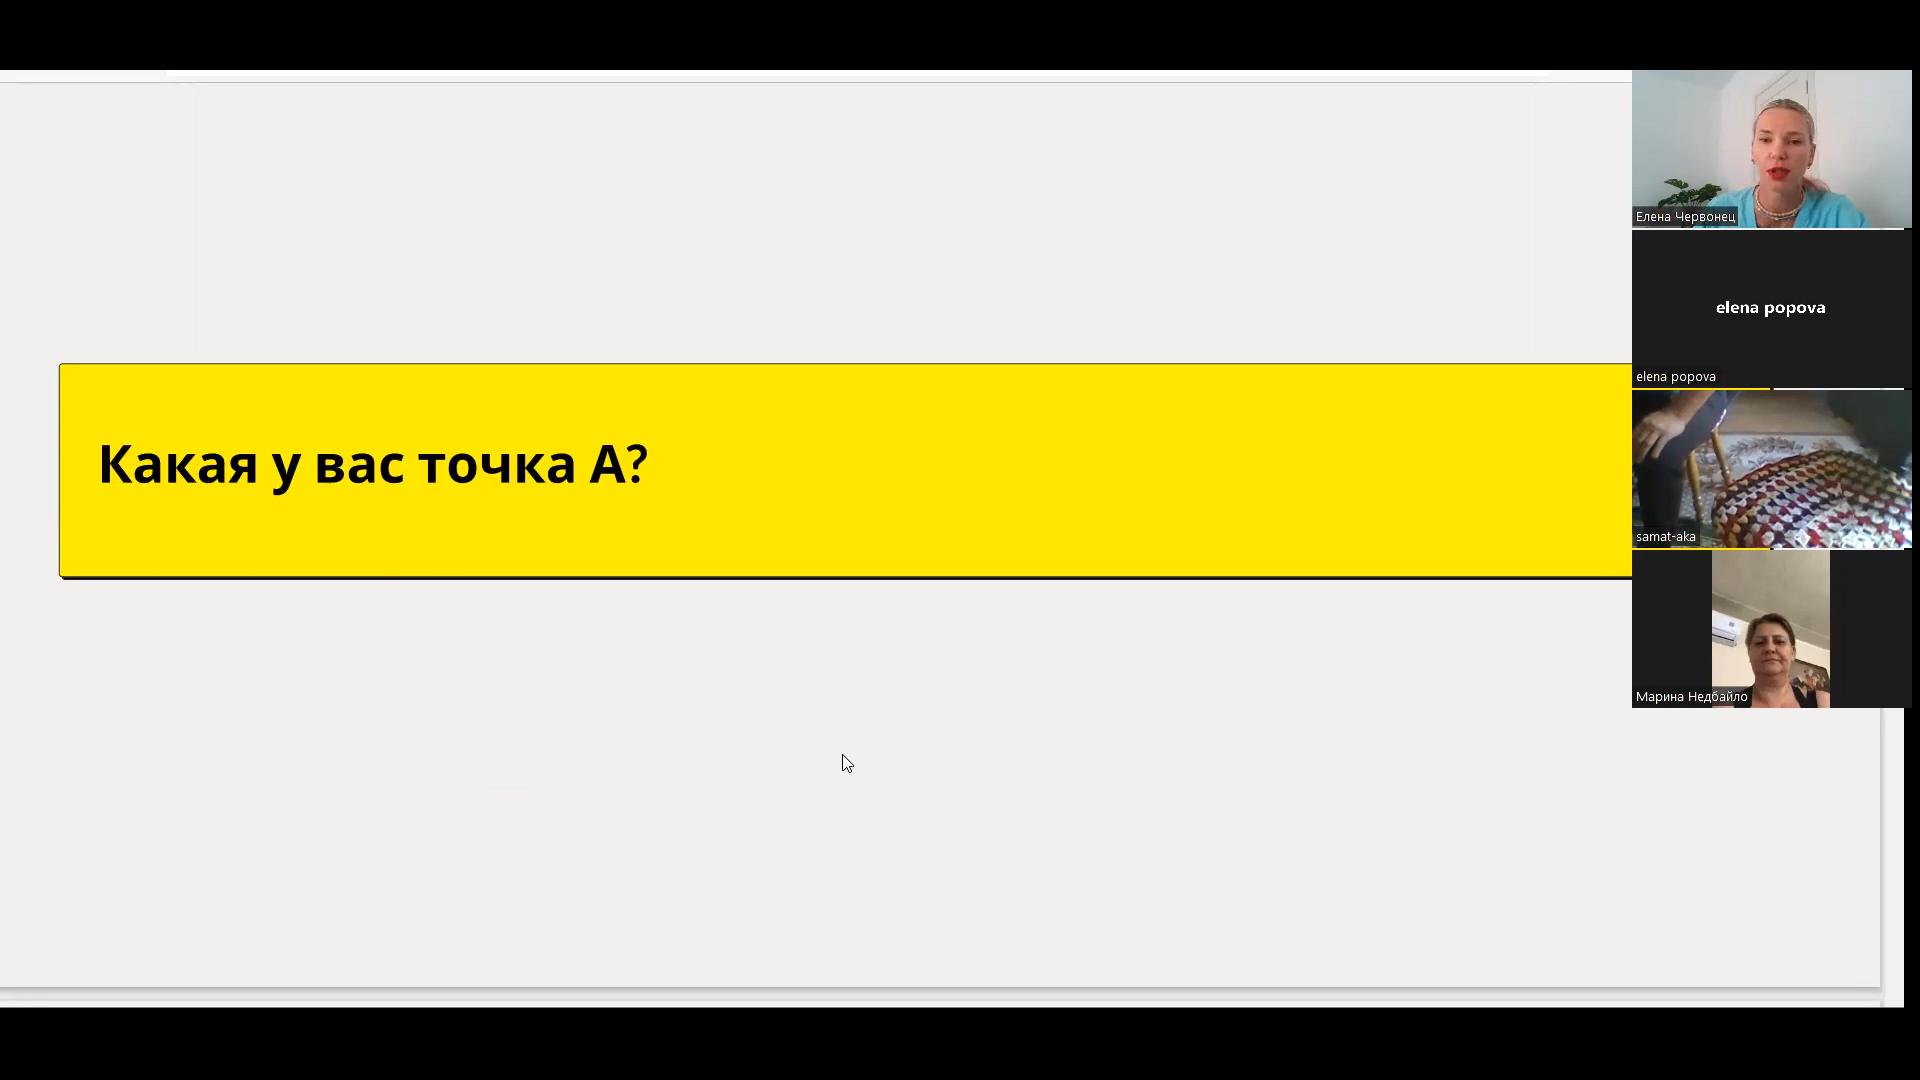 Какая у вас точка А?
Елена Червонец
elena popova
elena popova
samat-aka
Марина Недбайло